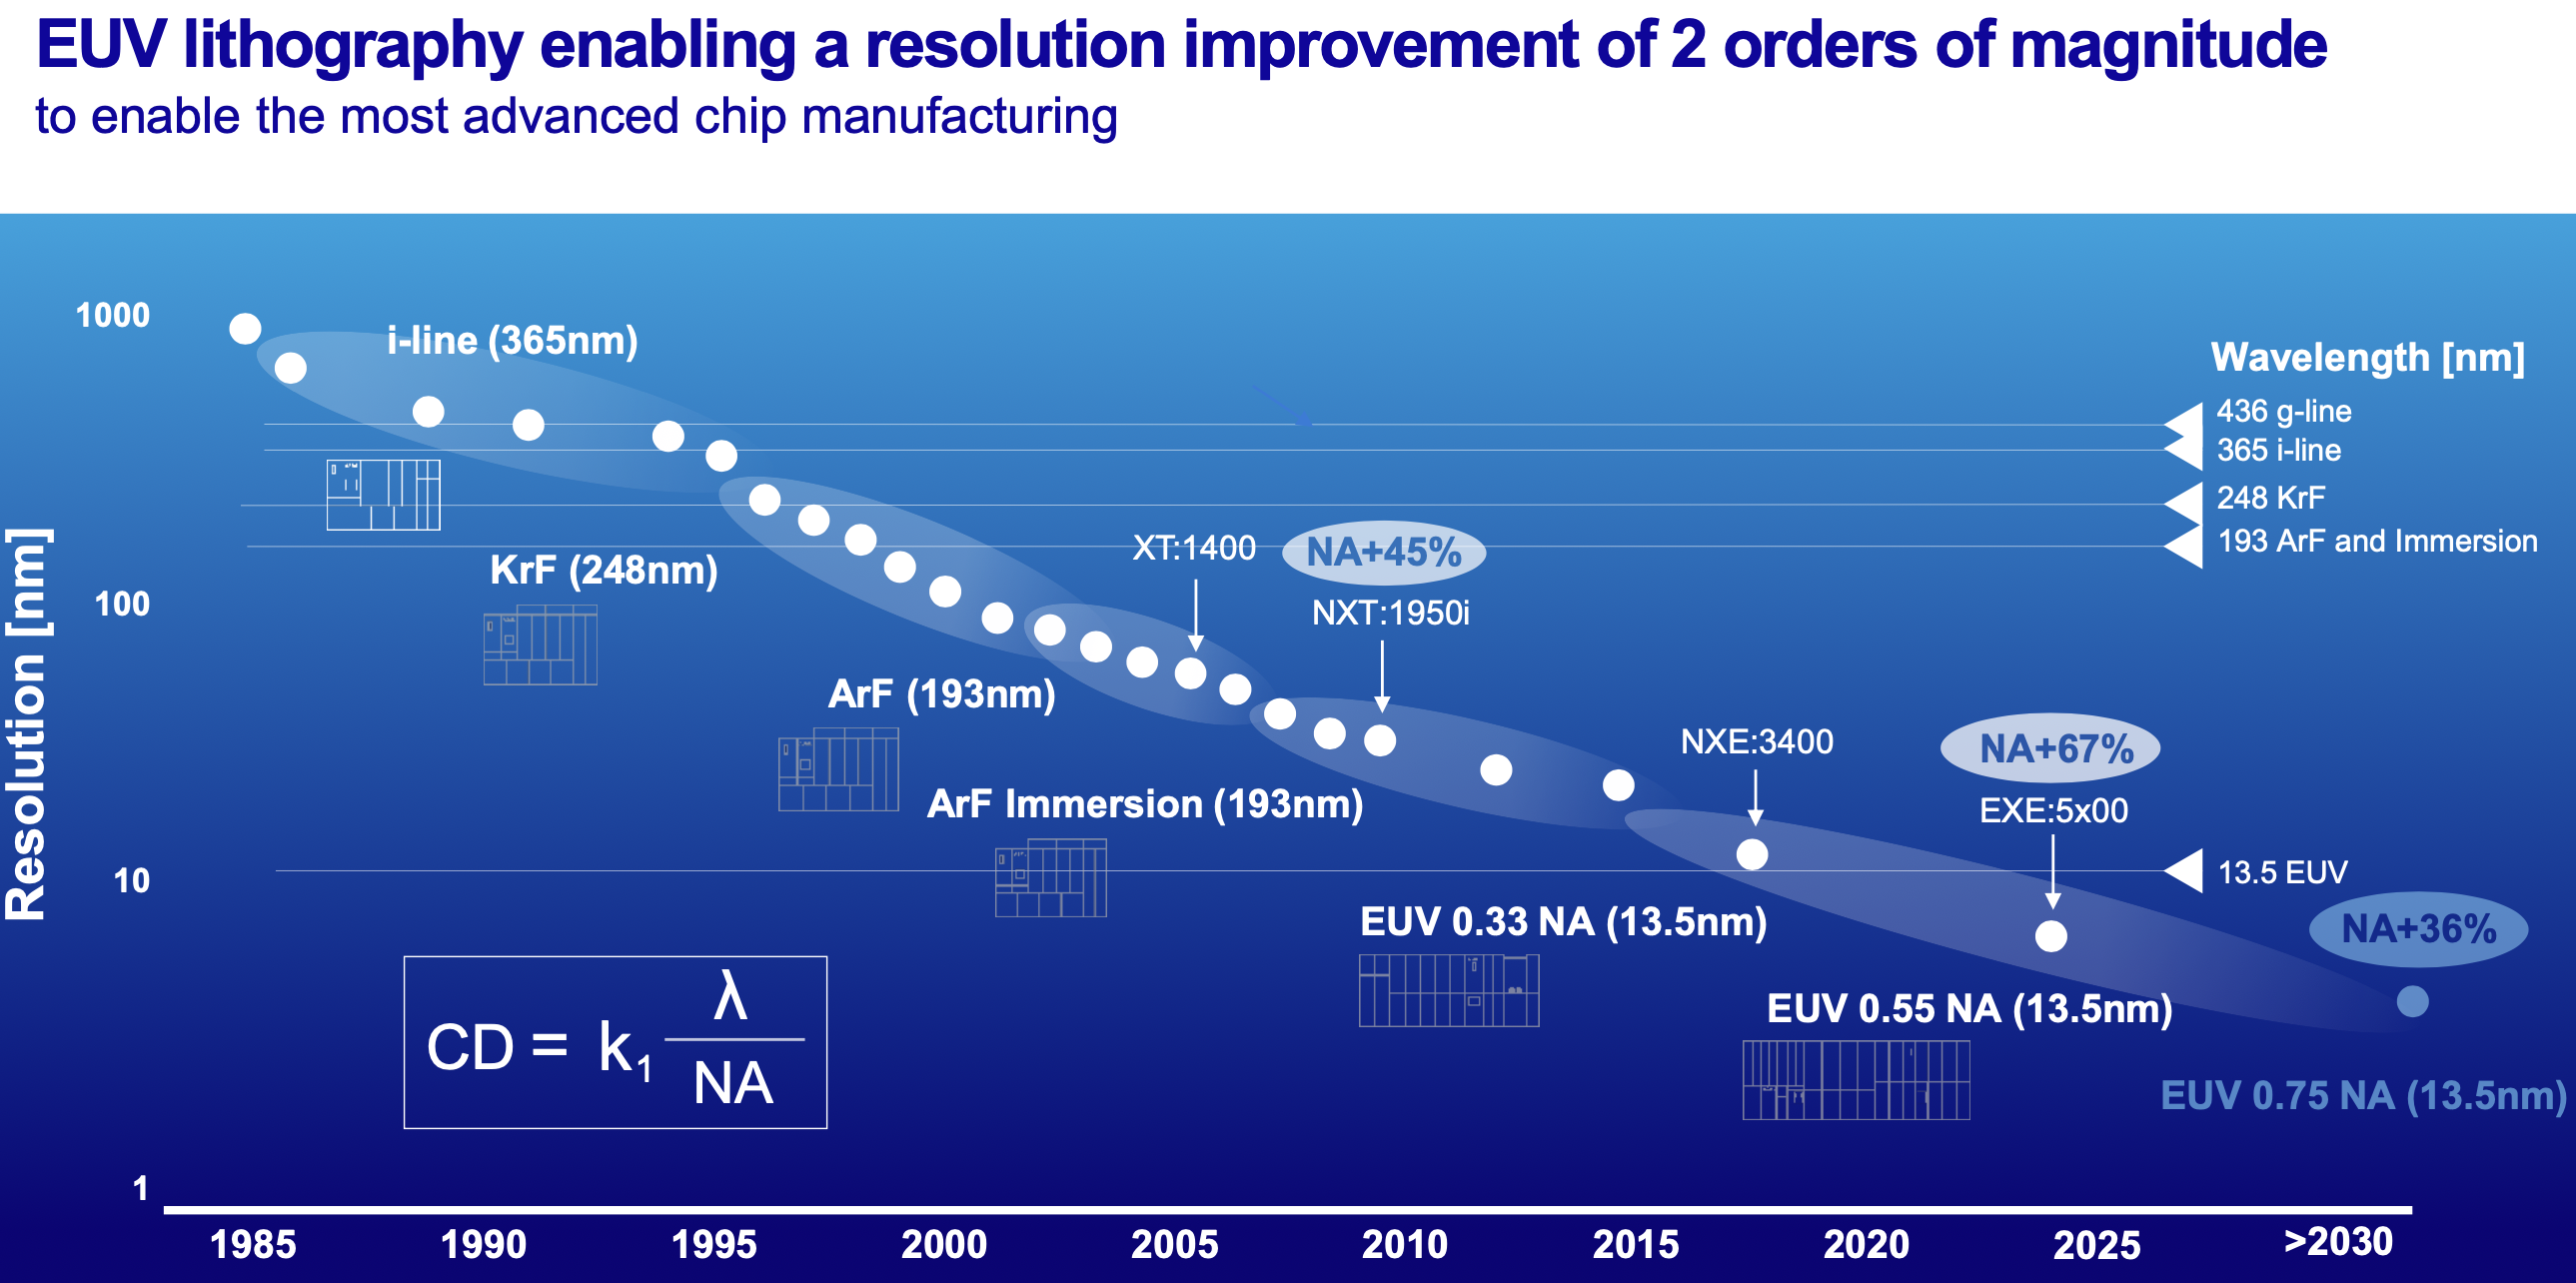 EUV lithography enabling a resolution improvement of 2 orders of magnitude
to enable the most advanced chip manufacturing
Resolution [nm]
1000
100
10
1
i-line (365nm)
KrF (248nm)
ArF (193nm)
ArF Immersion (193nm)
EUV 0.33 NA (13.5nm)
EUV 0.55 NA (13.5nm)
EUV 0.75 NA (13.5nm)
XT:1400
NA+45%
NXT:1950i
NXE:3400
NA+67%
EXE:5x00
NA+36%
Wavelength [nm]
436 g-line
365 i-line
248 KrF
193 ArF and Immersion
13.5 EUV
CD = k₁ λ / NA
1985 1990 1995 2000 2005 2010 2015 2020 2025 >2030